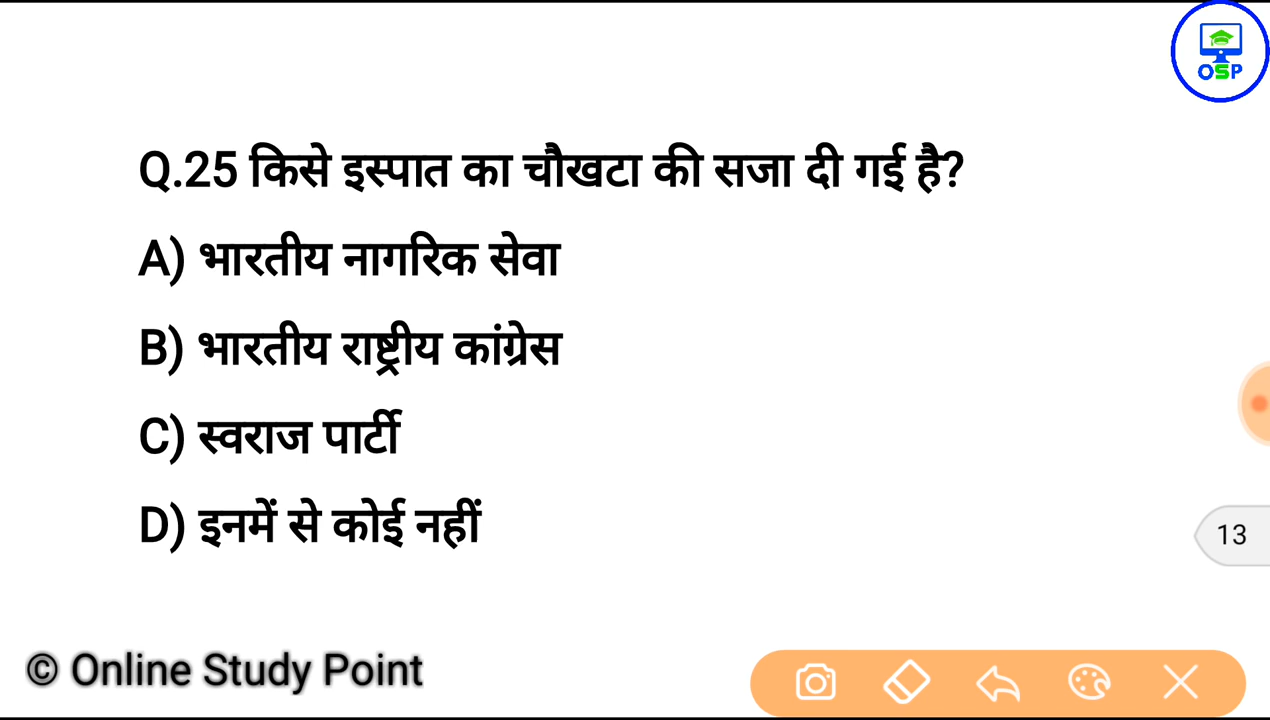 OSP
Q.25 किसे इस्पात का चौखटा की सजा दी गई है?
A) भारतीय नागरिक सेवा
B) भारतीय राष्ट्रीय कांग्रेस
C) स्वराज पार्टी
D) इनमें से कोई नहीं
13
© Online Study Point